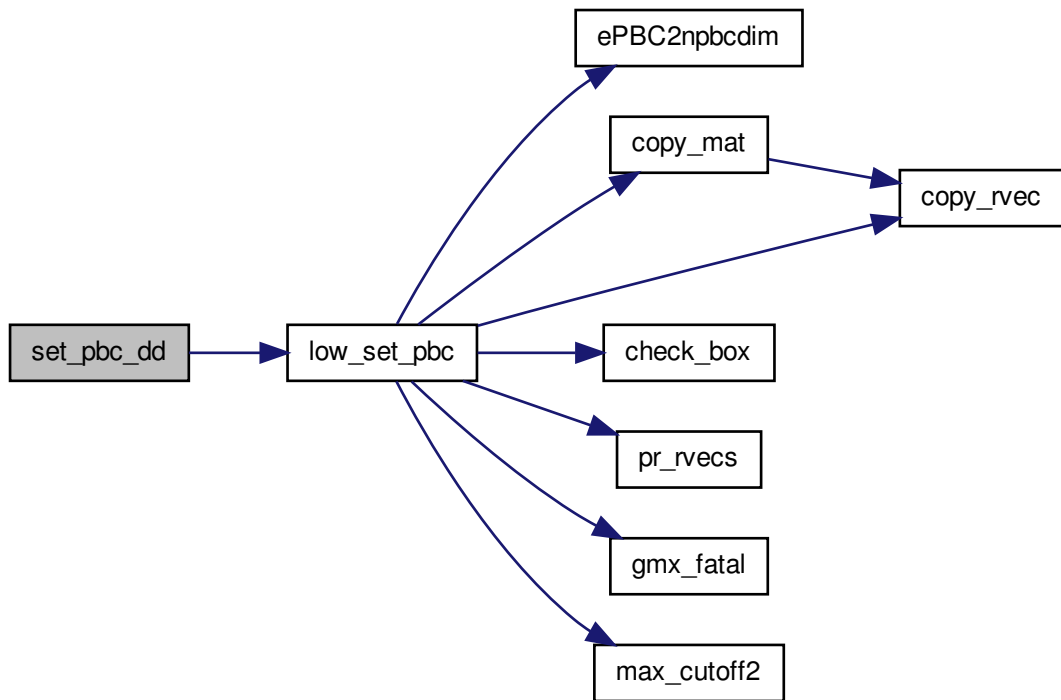 ePBC2npbcdim
copy_mat
copy_rvec
set_pbc_dd
low_set_pbc
check_box
pr_rvecs
gmx_fatal
max_cutoff2